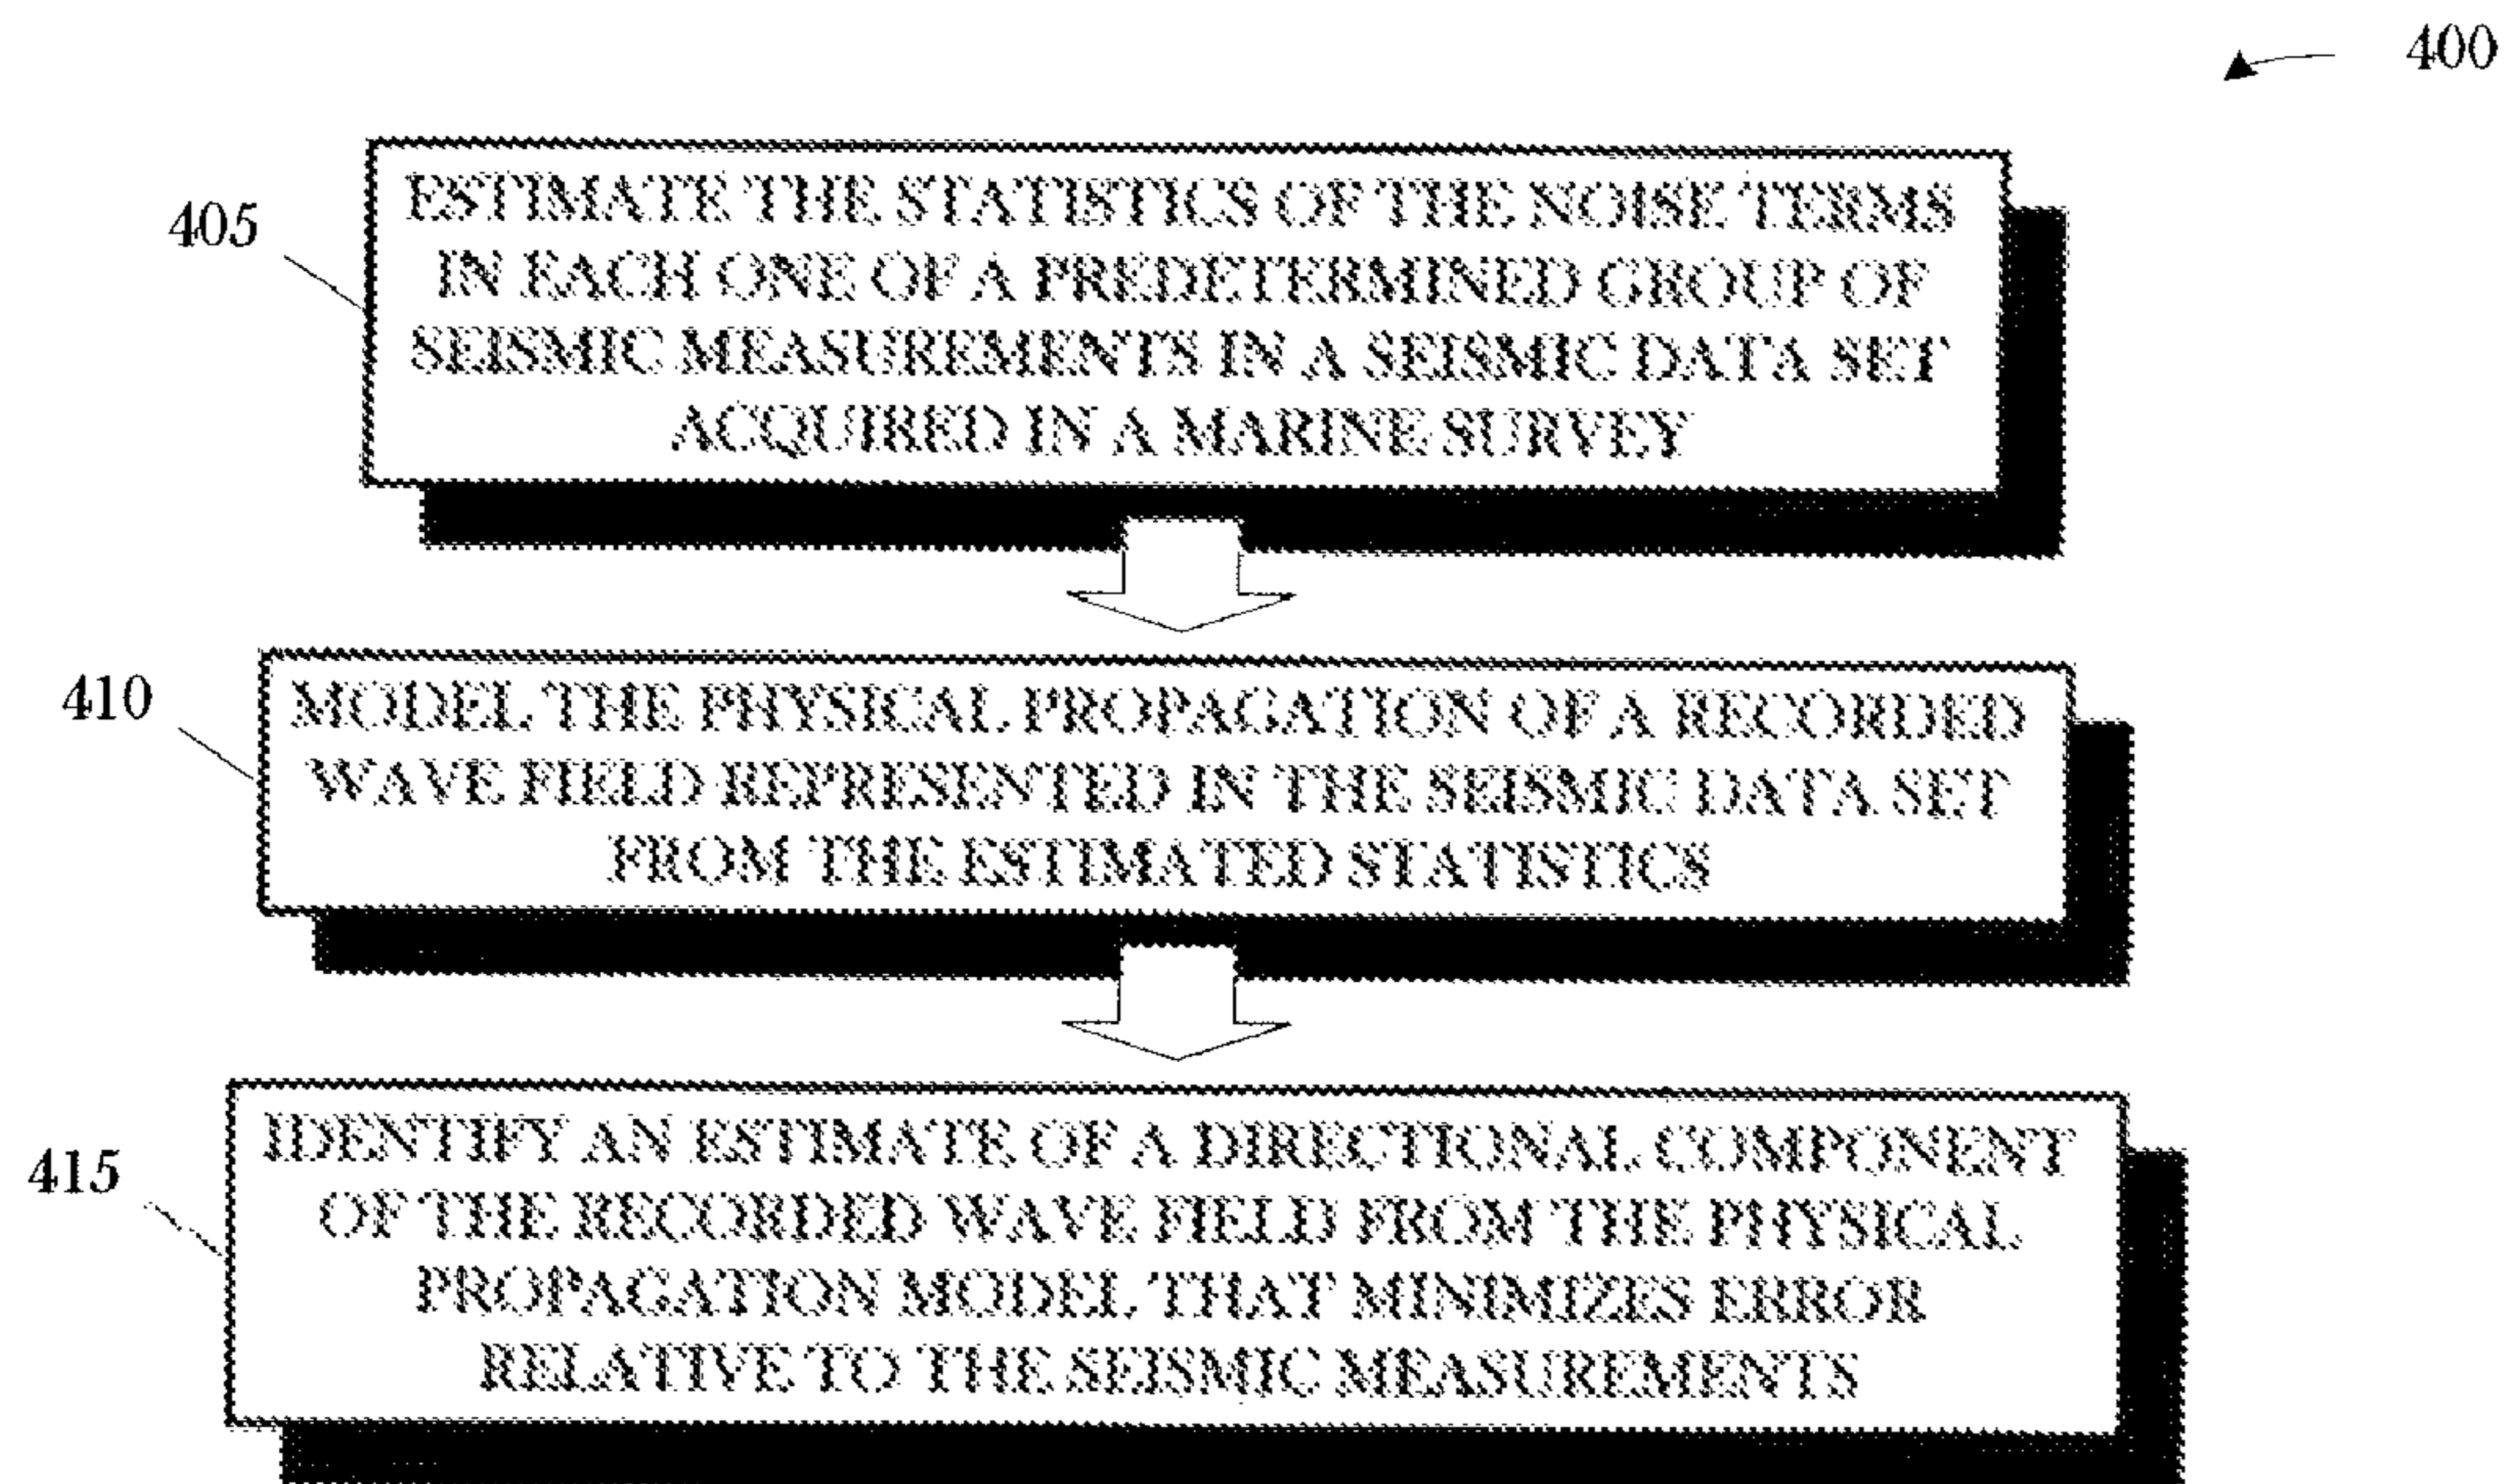 400
405
ESTIMATE THE STATISTICS OF THE NOISE TERMS
IN EACH ONE OF A PREDETERMINED GROUP OF
SEISMIC MEASUREMENTS IN A SEISMIC DATA SET
ACQUIRED IN A MARINE SURVEY
410
MODEL THE PHYSICAL PROPAGATION OF A RECORDED
WAVE FIELD REPRESENTED IN THE SEISMIC DATA SET
FROM THE ESTIMATED STATISTICS
415
IDENTIFY AN ESTIMATE OF A DIRECTIONAL COMPONENT
OF THE RECORDED WAVE FIELD FROM THE PHYSICAL
PROPAGATION MODEL THAT MINIMIZES ERROR
RELATIVE TO THE SEISMIC MEASUREMENTS